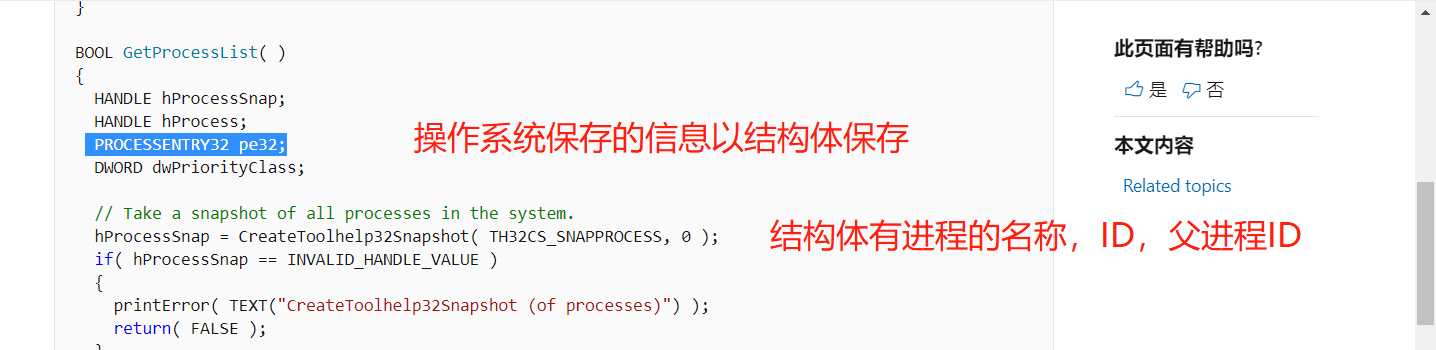 }
BOOL GetProcessList( )
{
HANDLE hProcessSnap;
HANDLE hProcess;
PROCESSENTRY32 pe32;
DWORD dwPriorityClass;
// Take a snapshot of all processes in the system.
hProcessSnap = CreateToolhelp32Snapshot( TH32CS_SNAPPROCESS, 0 );
if( hProcessSnap == INVALID_HANDLE_VALUE )
{
printError( TEXT("CreateToolhelp32Snapshot (of processes)") );
return( FALSE );
}
操作系统保存的信息以结构体保存
结构体有进程的名称，ID，父进程ID
此页面有帮助吗?
是 否
本文内容
Related topics